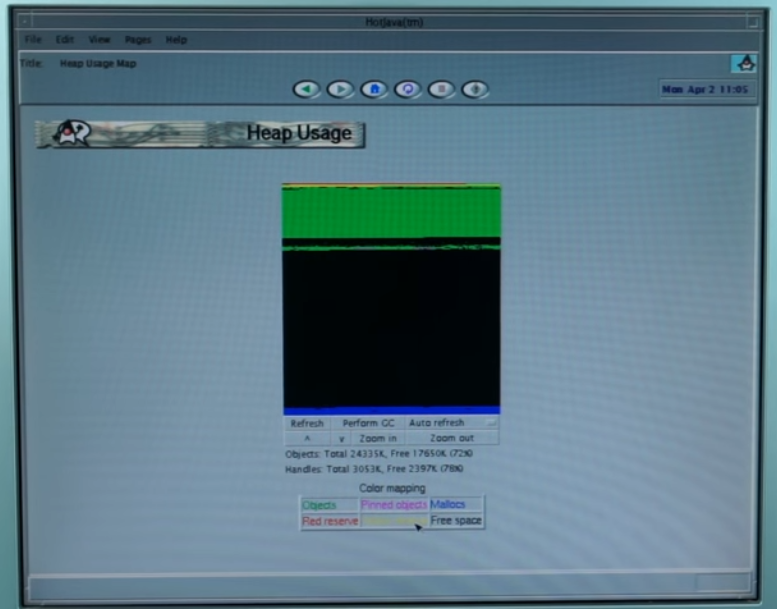 HotJava(tm)
File Edit View Pages Help
Title: Heap Usage Map
Mon Apr 2 11:05
Heap Usage
Refresh Perform GC Auto refresh
^ v Zoom in Zoom out
Objects: Total 24335K, Free 17650K (72%)
Handles: Total 3053K, Free 2397K (78%)
Color mapping
Objects Pinned objects Mallocs
Red reserve Free space